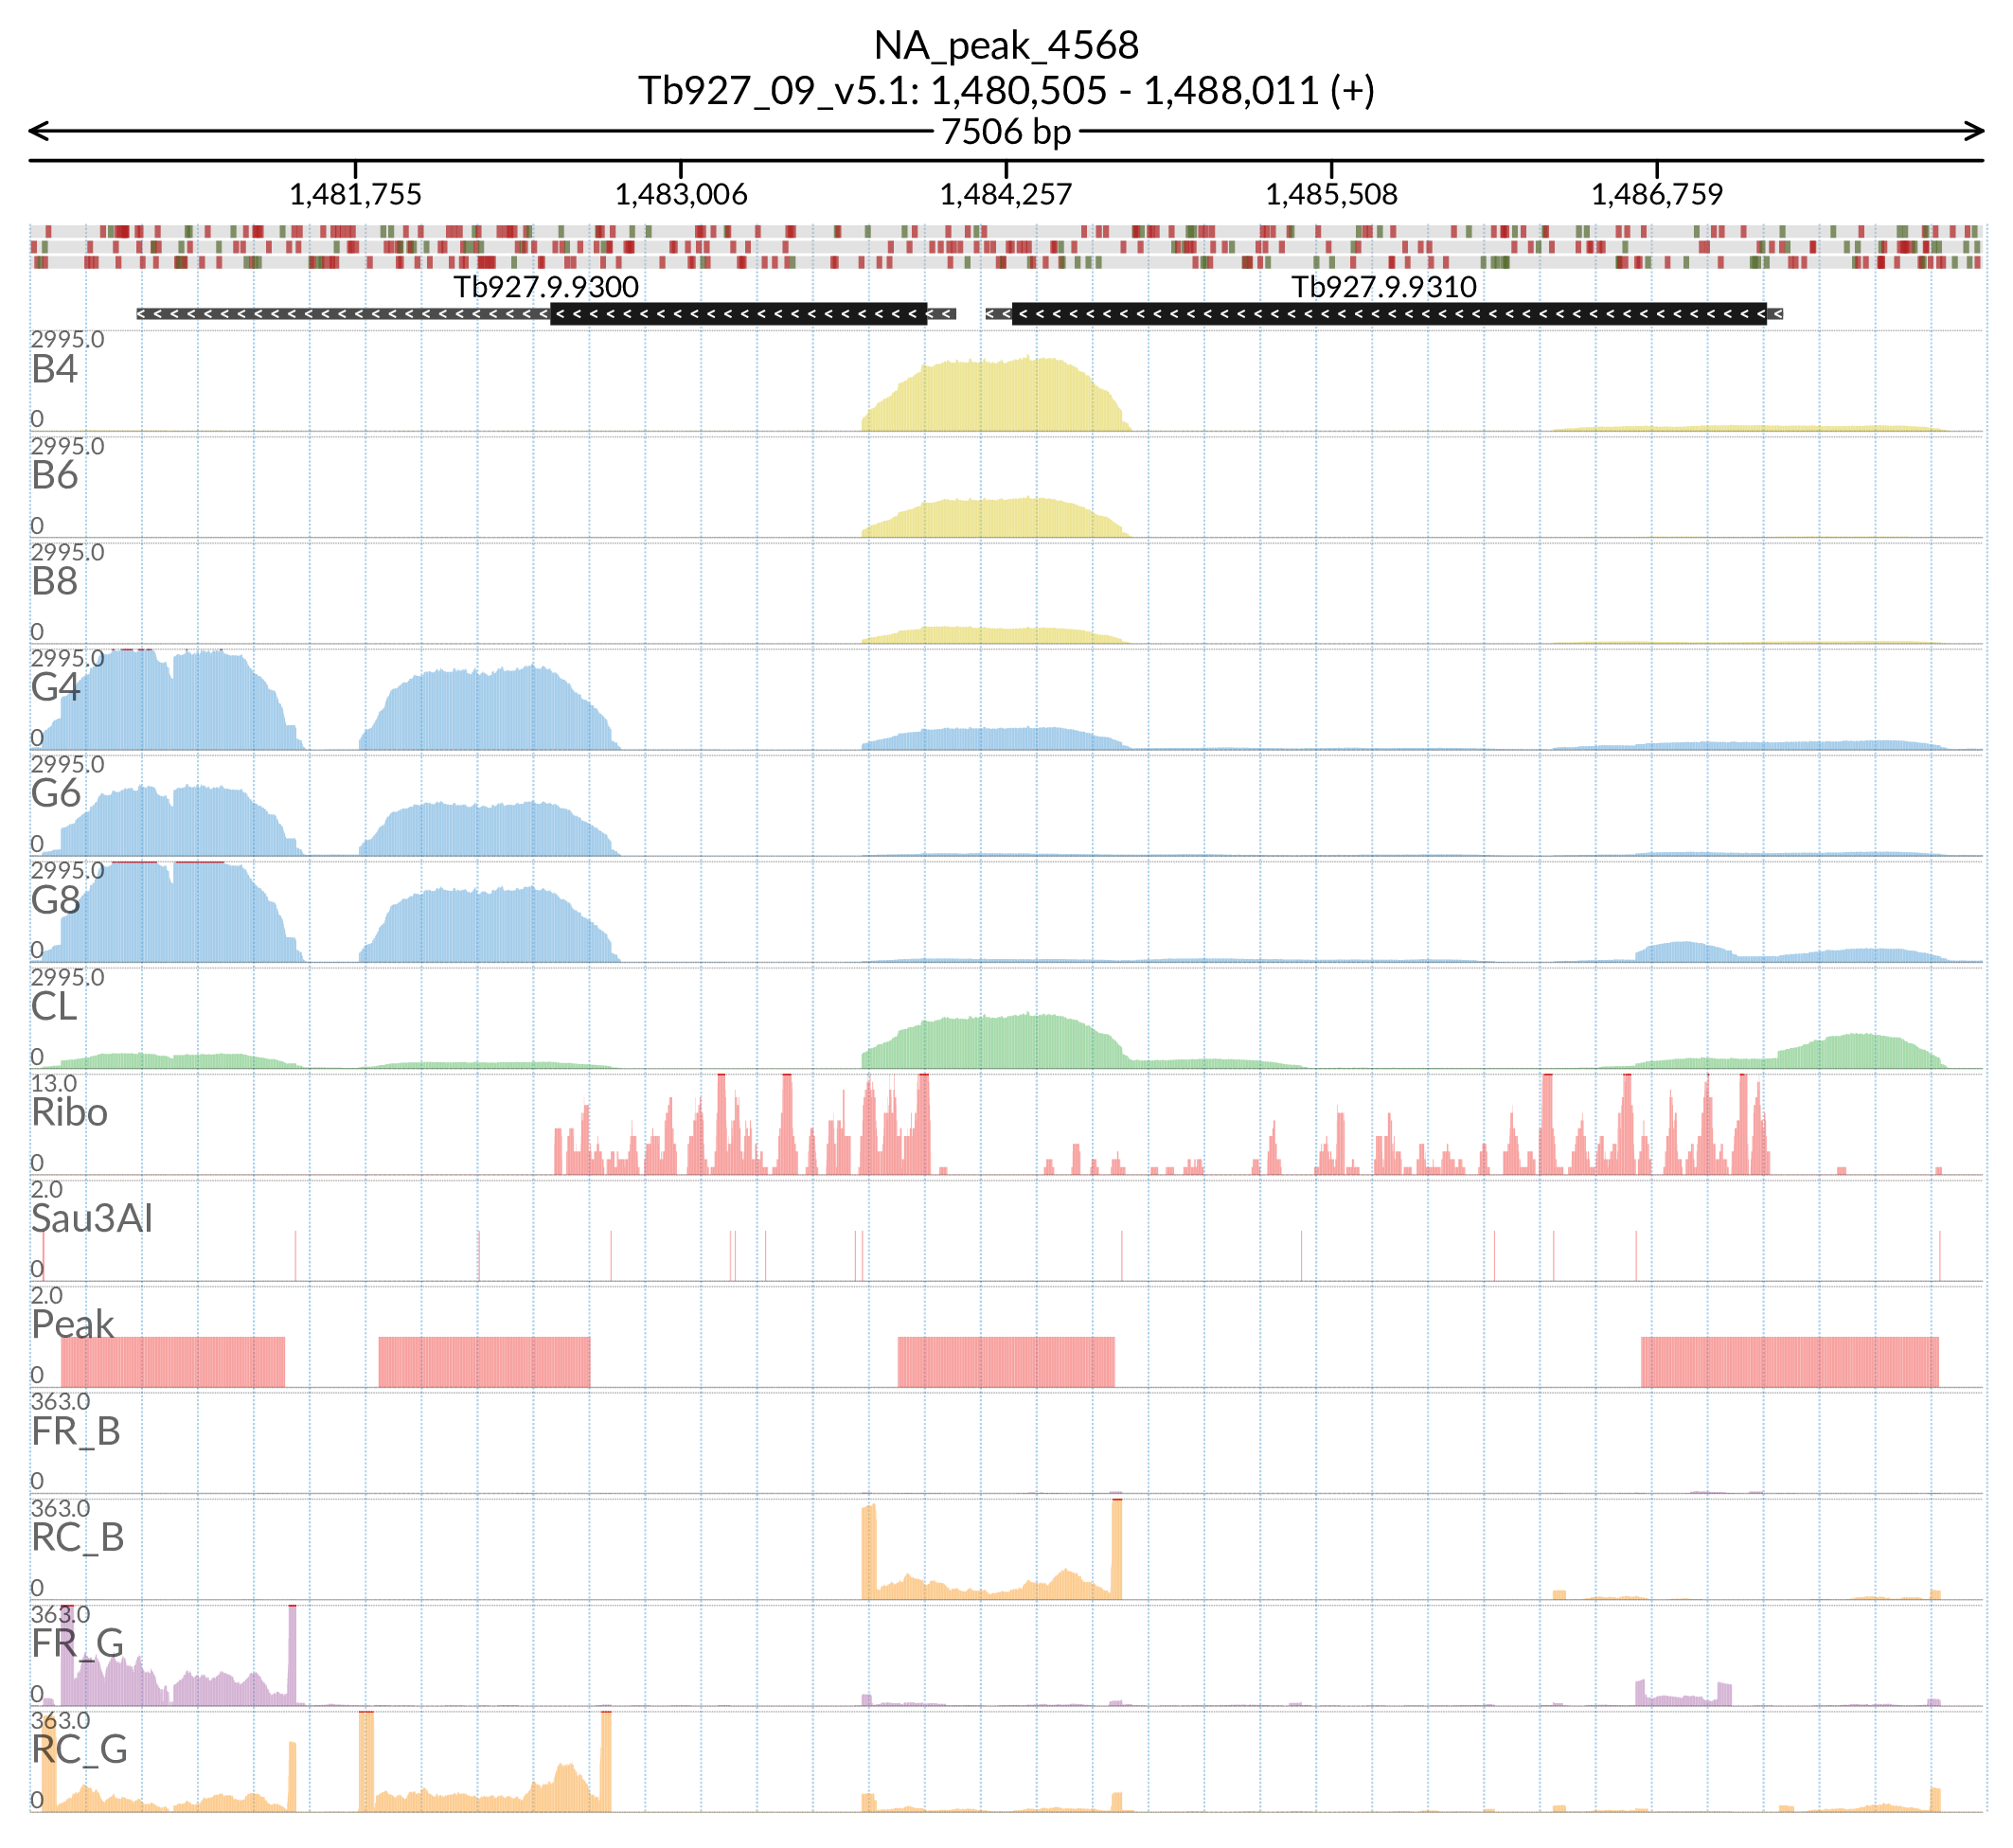 NA_peak_4568
Tb927_09_v5.1: 1,480,505 - 1,488,011 (+)
7506 bp
1,481,755 1,483,006 1,484,257 1,485,508 1,486,759
Tb927.9.9300 Tb927.9.9310
2995.0
B4
0
2995.0
B6
0
2995.0
B8
0
2995.0
G4
0
2995.0
G6
0
2995.0
G8
0
2995.0
CL
0
13.0
Ribo
0
2.0
Sau3AI
0
2.0
Peak
0
363.0
FR_B
0
363.0
RC_B
0
363.0
FR_G
0
363.0
RC_G
0